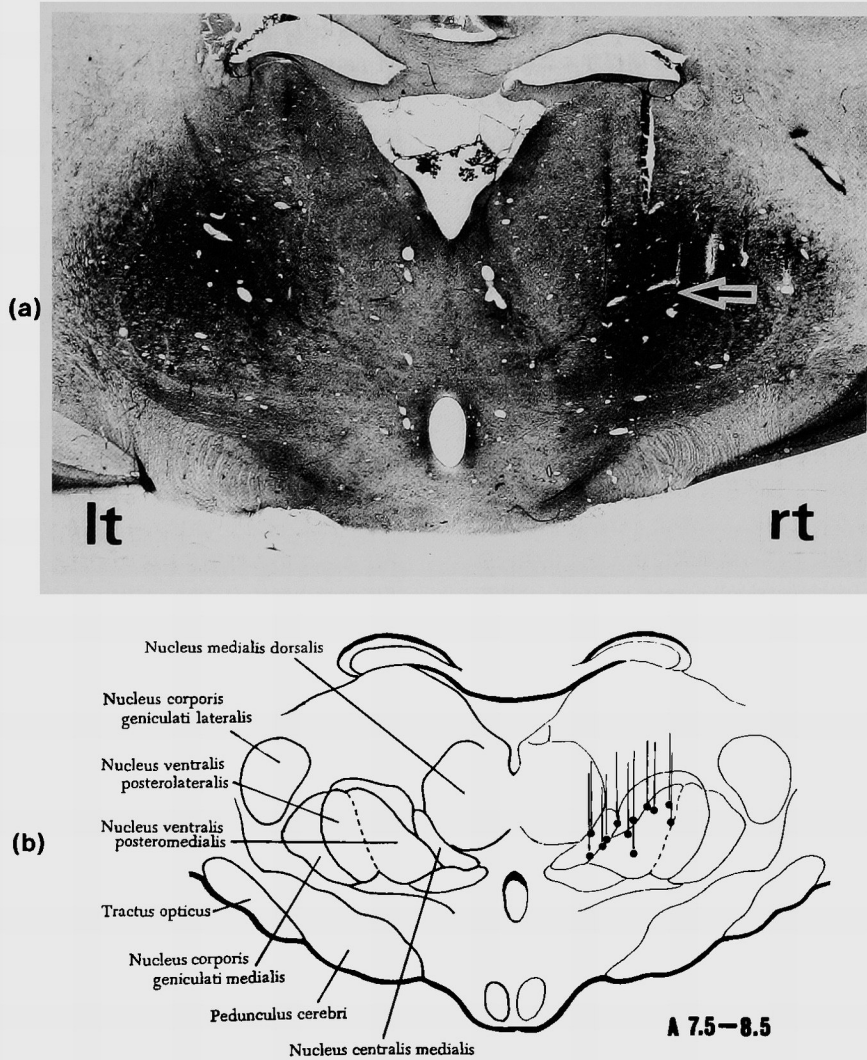 (a)
lt
rt
Nucleus medialis dorsalis
Nucleus corporis
geniculati lateralis
Nucleus ventralis
posterolateralis
(b)
Nucleus ventralis
posteromedialis
Tractus opticus
Nucleus corporis
geniculati medialis
Pedunculus cerebri
Nucleus centralis medialis
A 7.5–8.5